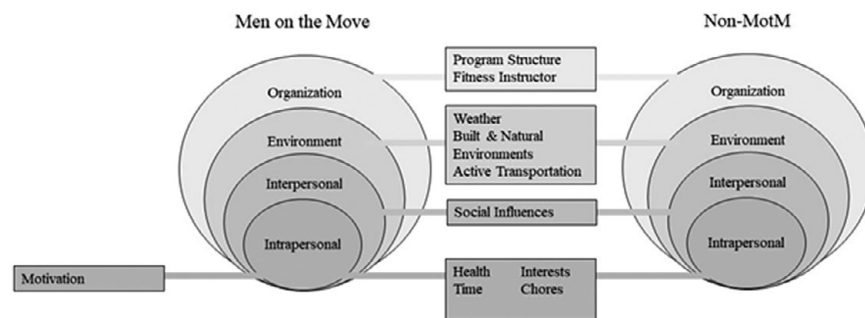 Men on the Move
Non-MotM
Organization
Environment
Interpersonal
Intrapersonal
Program Structure
Fitness Instructor
Weather
Built & Natural
Environments
Active Transportation
Social Influences
Health Interests
Time Chores
Motivation
Organization
Environment
Interpersonal
Intrapersonal